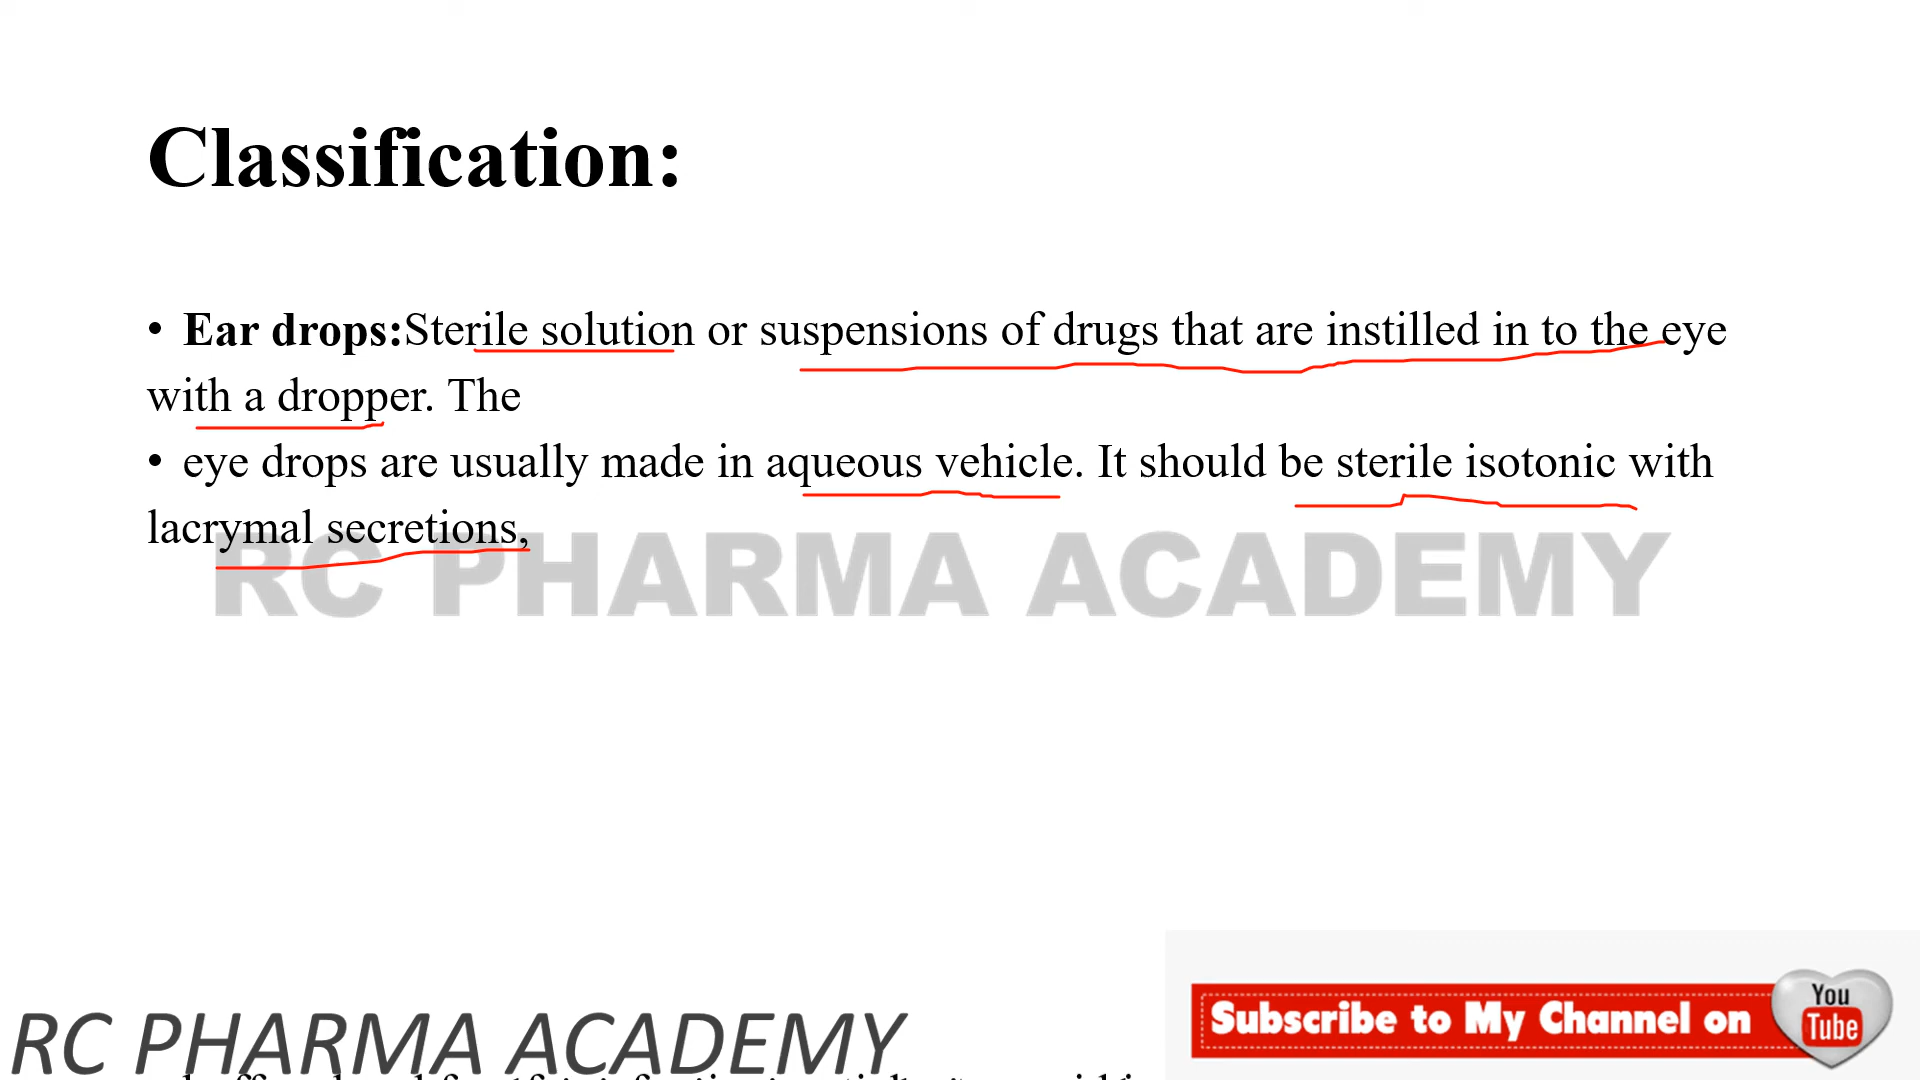 Classification:
• Ear drops:Sterile solution or suspensions of drugs that are instilled in to the eye
with a dropper. The
• eye drops are usually made in aqueous vehicle. It should be sterile isotonic with
lacrymal secretions,
RC PHARMA ACADEMY
Subscribe to My Channel on
You
Tube
RC PHARMA ACADEMY